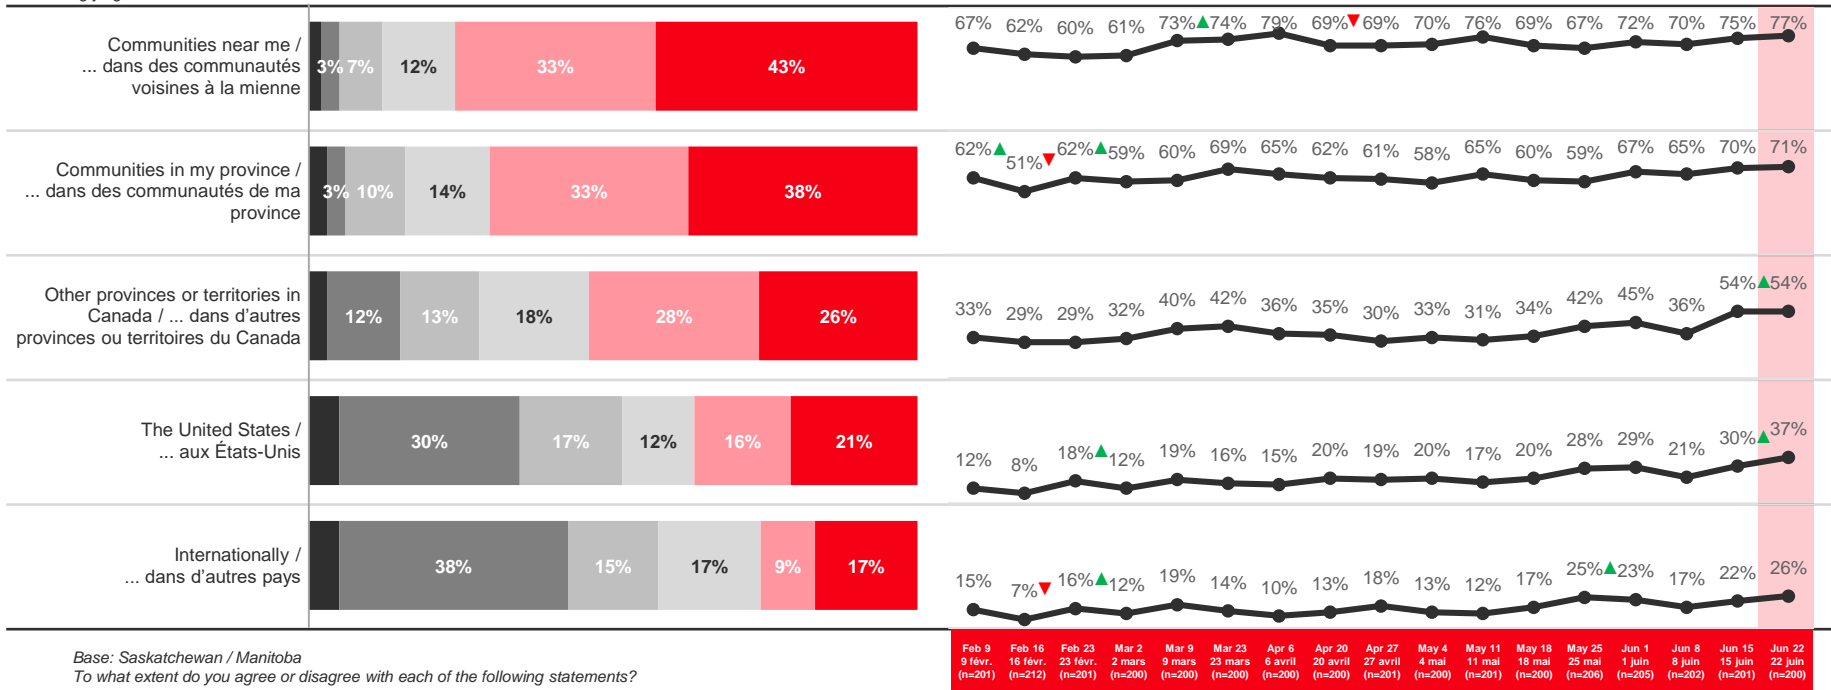 Communities near me /
... dans des communautés
voisines à la mienne
3% 7% 12% 33% 43%
67% 62% 60% 61% 73% 74% 79% 69% 69% 70% 76% 69% 67% 72% 70% 75% 77%
Communities in my province /
... dans des communautés de ma
province
3% 10% 14% 33% 38%
62% 51% 62% 59% 60% 69% 65% 62% 61% 58% 65% 60% 59% 67% 65% 70% 71%
Other provinces or territories in
Canada / ... dans d'autres
provinces ou territoires du Canada
12% 13% 18% 28% 26%
33% 29% 29% 32% 40% 42% 36% 35% 30% 33% 31% 34% 42% 45% 36% 54% 54%
The United States /
... aux États-Unis
30% 17% 12% 16% 21%
12% 8% 18% 12% 19% 16% 15% 20% 19% 20% 17% 20% 28% 29% 21% 30% 37%
Internationally /
... dans d'autres pays
38% 15% 17% 9% 17%
15% 7% 16% 12% 19% 14% 10% 13% 18% 13% 12% 17% 25% 23% 17% 22% 26%
Feb 9 Feb 16 Feb 23 Mar 2 Mar 9 Mar 23 Apr 6 Apr 20 Apr 27 May 4 May 11 May 18 May 25 Jun 1 Jun 8 Jun 15 Jun 22
9 févr. 16 févr. 23 févr. 2 mars 9 mars 23 mars 6 avril 20 avril 27 avril 4 mai 11 mai 18 mai 25 mai 1 juin 8 juin 15 juin 22 juin
(n=201) (n=212) (n=201) (n=200) (n=200) (n=200) (n=200) (n=200) (n=201) (n=200) (n=201) (n=200) (n=206) (n=205) (n=202) (n=201) (n=200)
Base: Saskatchewan / Manitoba
To what extent do you agree or disagree with each of the following statements?